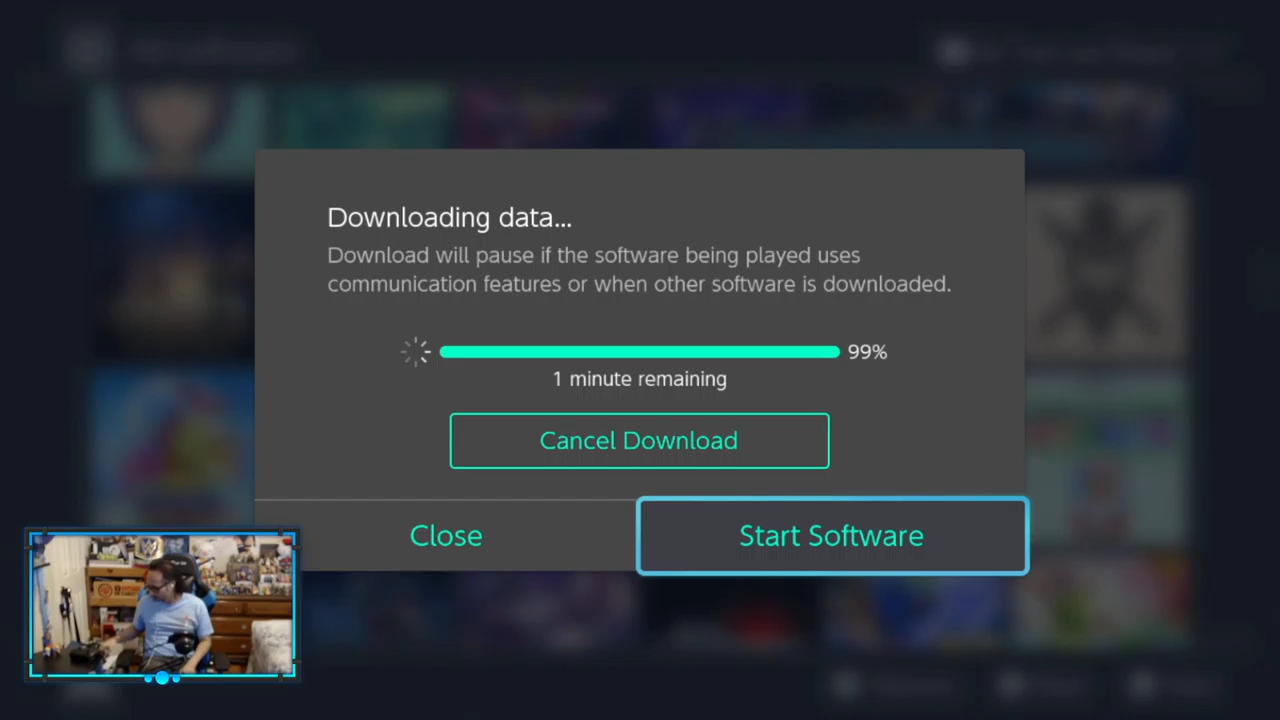 Downloading data...
Download will pause if the software being played uses
communication features or when other software is downloaded.
99%
1 minute remaining
Cancel Download
Close
Start Software